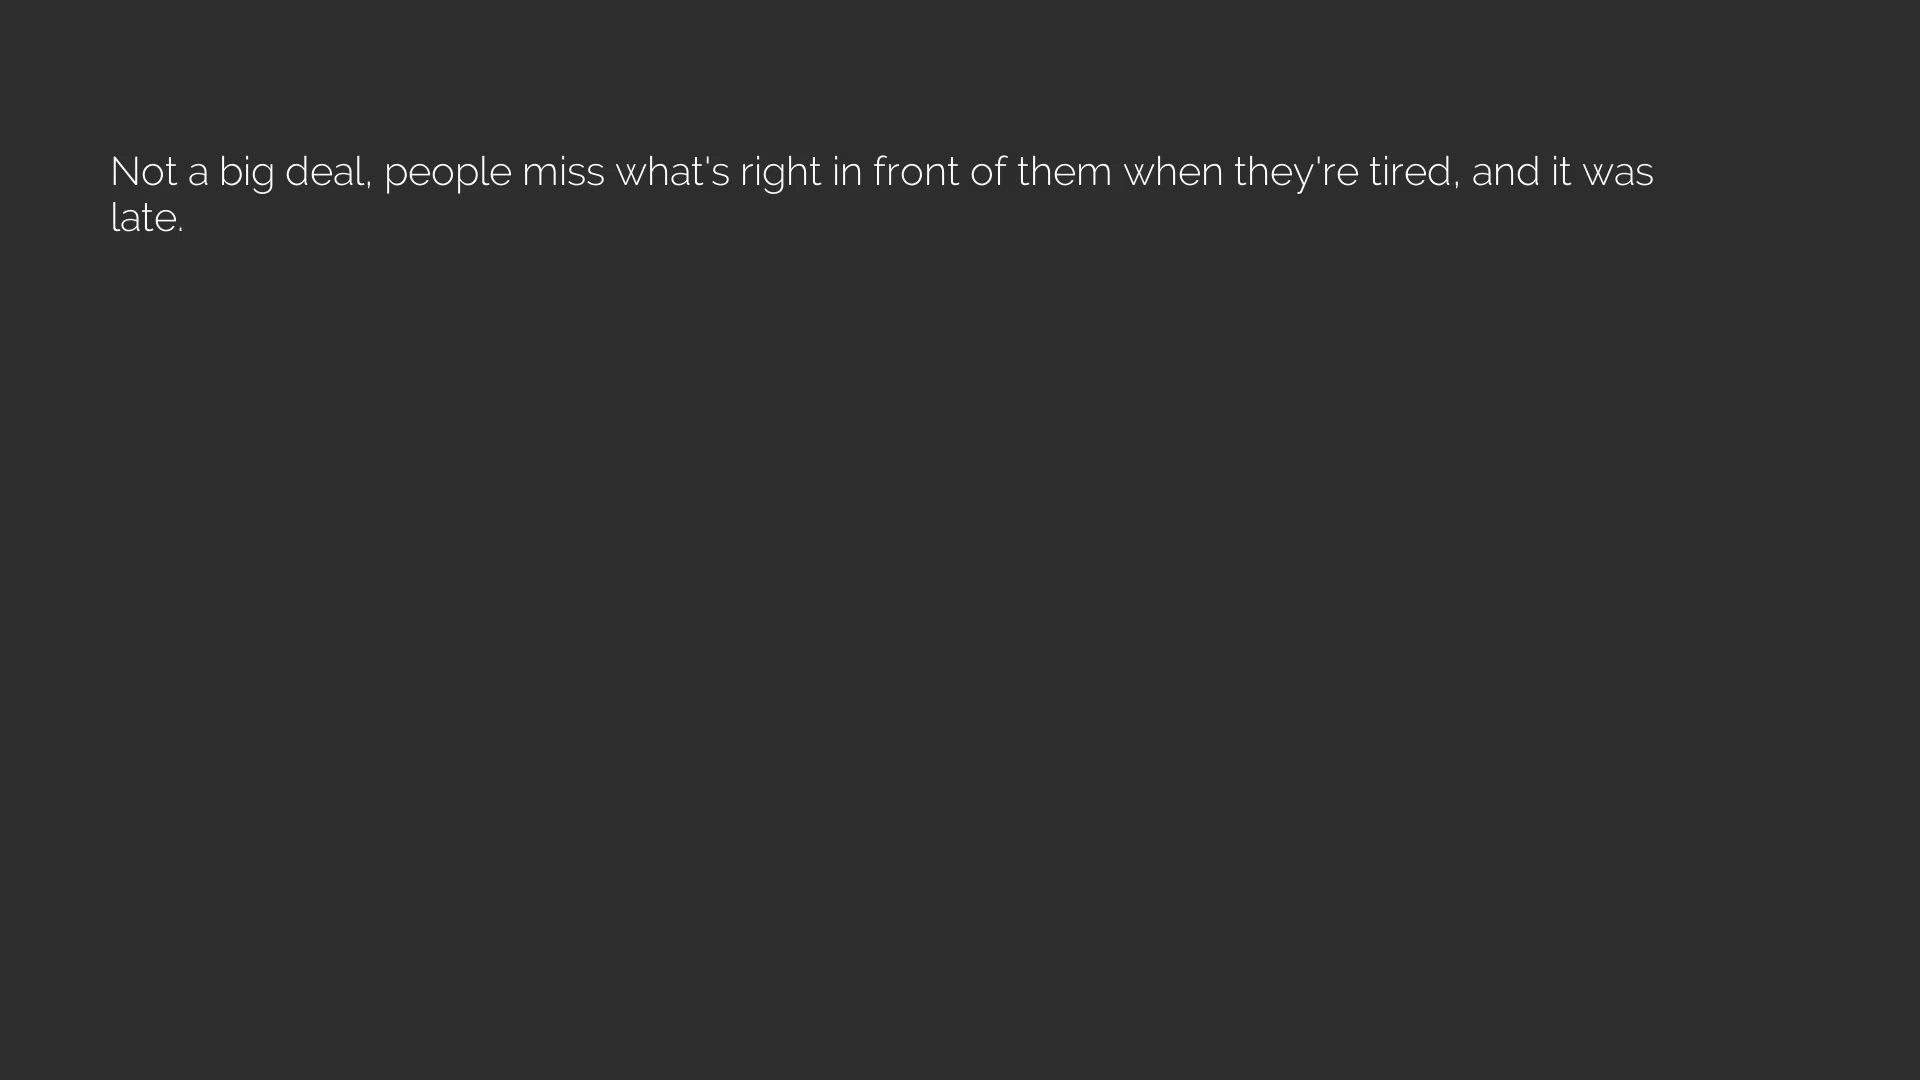 Not a big deal, people miss what's right in front of them when they're tired, and it was
late.